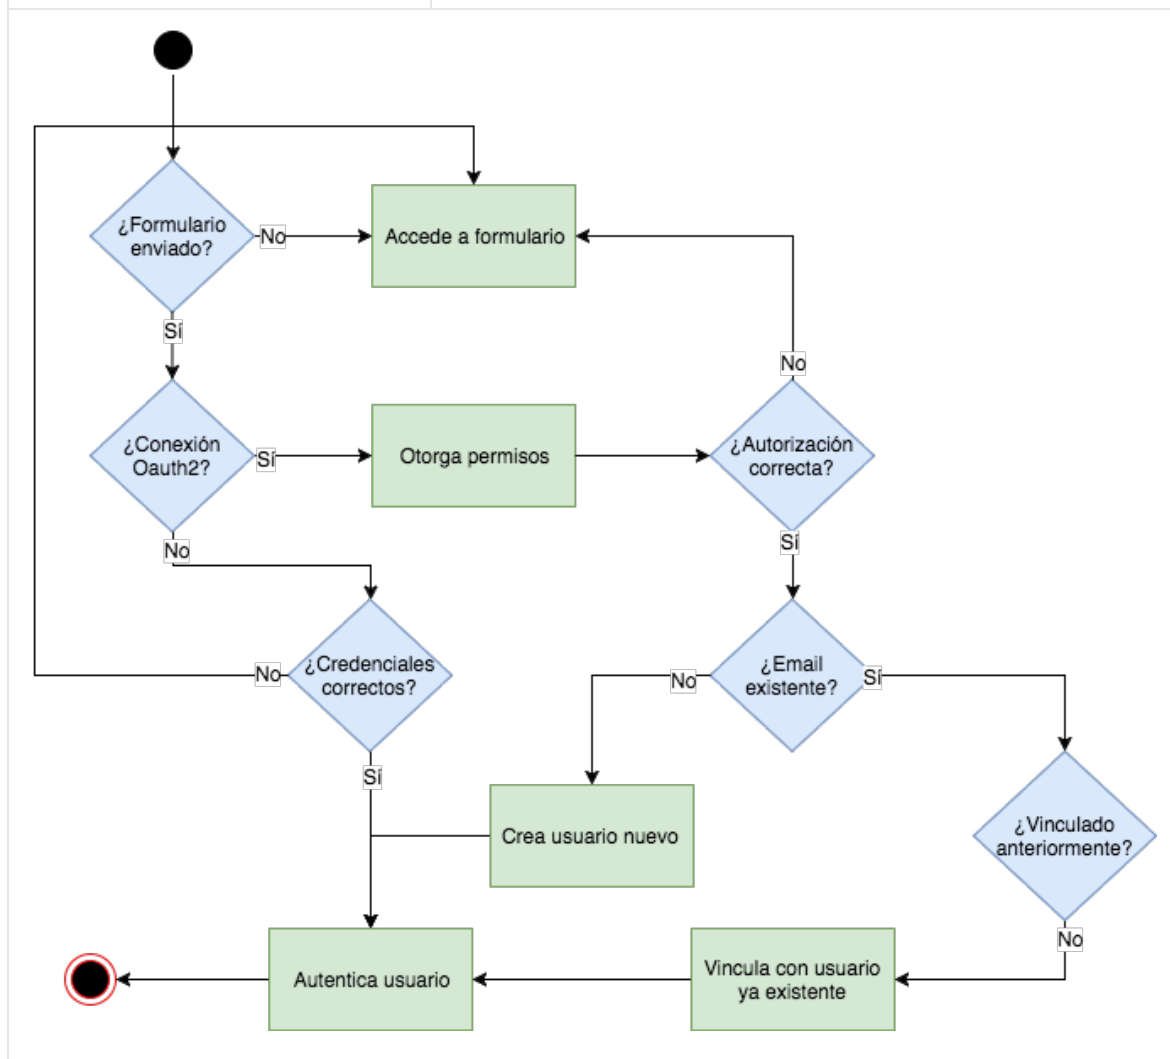 ¿Formulario
enviado?
No
Accede a formulario
Sí
No
¿Conexión
Oauth2?
Sí
Otorga permisos
¿Autorización
correcta?
No
Sí
¿Credenciales
correctos?
No
¿Email
existente?
No
Sí
Sí
Crea usuario nuevo
¿Vinculado
anteriormente?
No
Autentica usuario
Vincula con usuario
ya existente